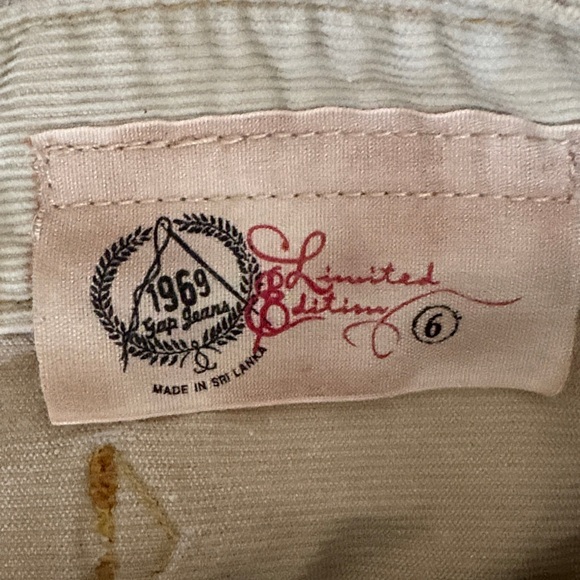 1969
Gap Jeans
MADE IN SRI LANKA
Limited
Edition
6